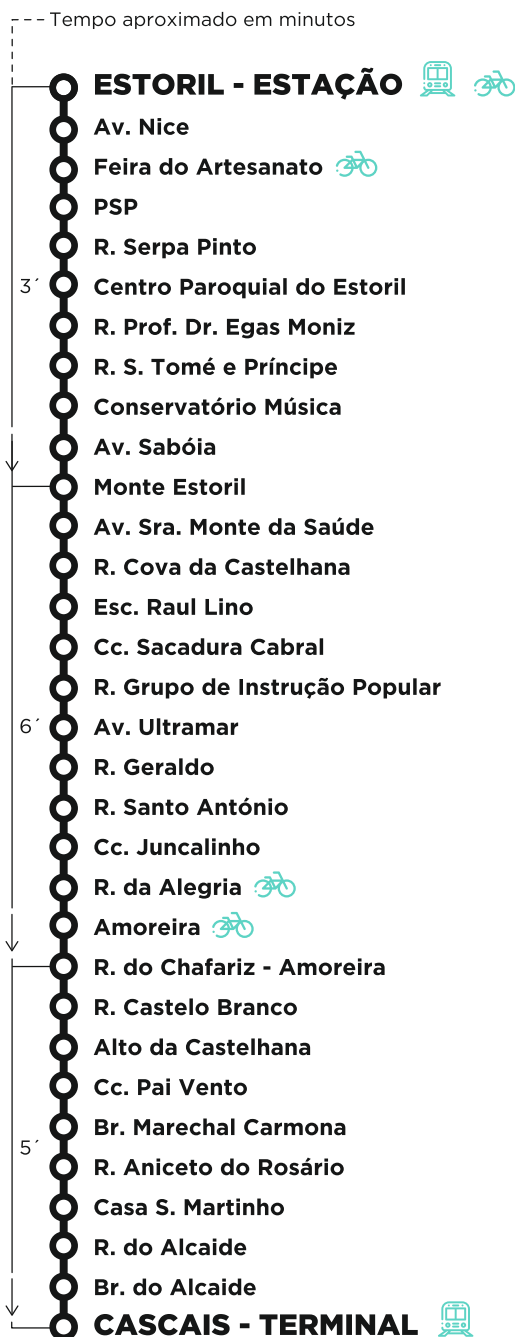 Tempo aproximado em minutos
ESTORIL - ESTAÇÃO
Av. Nice
Feira do Artesanato
PSP
R. Serpa Pinto
3´ Centro Paroquial do Estoril
R. Prof. Dr. Egas Moniz
R. S. Tomé e Príncipe
Conservatório Música
Av. Sabóia
Monte Estoril
Av. Sra. Monte da Saúde
R. Cova da Castelhana
Esc. Raul Lino
Cc. Sacadura Cabral
R. Grupo de Instrução Popular
6´ Av. Ultramar
R. Geraldo
R. Santo António
Cc. Juncalinho
R. da Alegria
Amoreira
R. do Chafariz - Amoreira
R. Castelo Branco
Alto da Castelhana
Cc. Pai Vento
Br. Marechal Carmona
5´
R. Aniceto do Rosário
Casa S. Martinho
R. do Alcaide
Br. do Alcaide
CASCAIS - TERMINAL